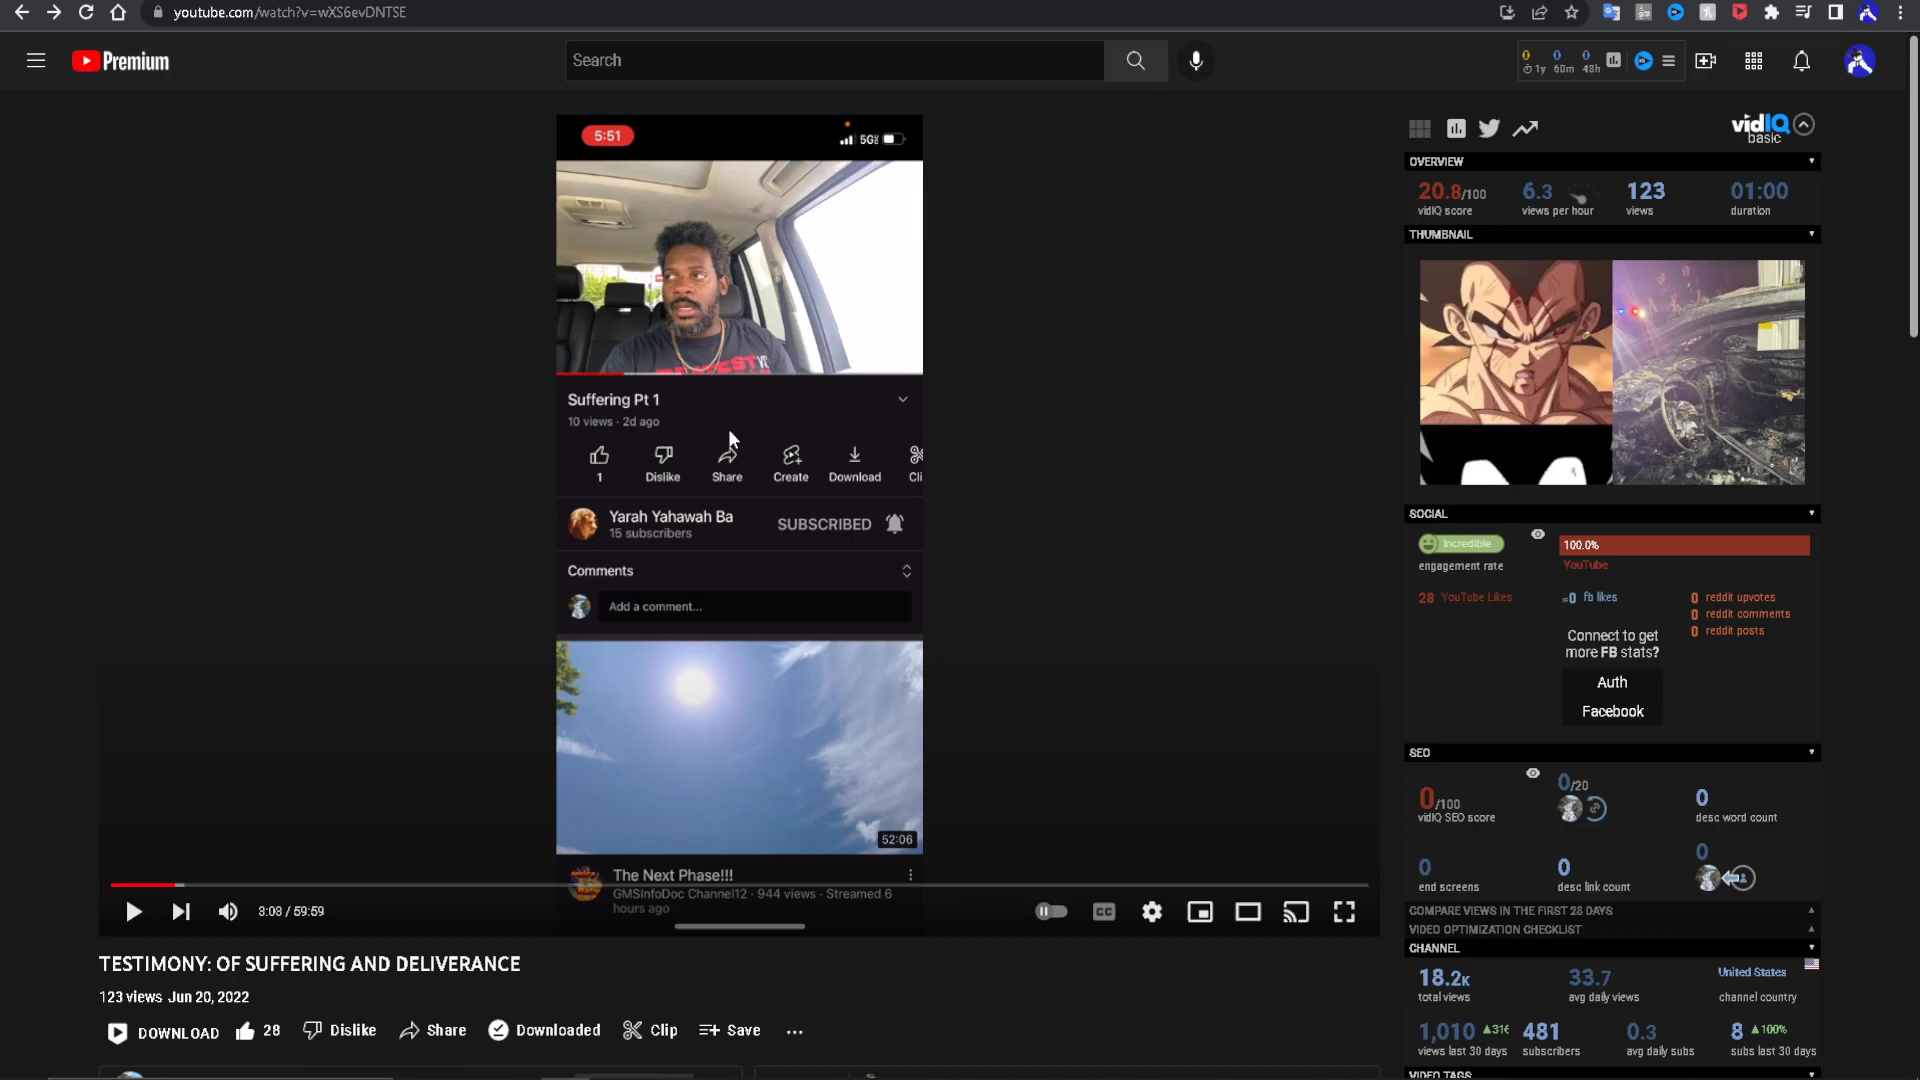 youtube.com/watch?v=wXS6evDNTSE
Premium
Search
0 0 0
1y 60m 48h
5:51
5G
Suffering Pt 1
10 views · 2d ago
1 Dislike Share Create Download Cli
Yarah Yahawah Ba
15 subscribers
SUBSCRIBED
Comments
Add a comment...
52:06
The Next Phase!!!
GMSInfoDoc Channel12 · 944 views · Streamed 6
hours ago
3:08 / 59:59
CC
TESTIMONY: OF SUFFERING AND DELIVERANCE
123 views Jun 20, 2022
DOWNLOAD 28 Dislike Share Downloaded Clip Save ...
vidIQ
basic
OVERVIEW
20.8/100 6.3 123 01:00
vidIQ score views per hour views duration
THUMBNAIL
SOCIAL
Incredible 100.0%
engagement rate YouTube
28 YouTube Likes ≈0 fb likes 0 reddit upvotes
0 reddit comments
0 reddit posts
Connect to get
more FB stats?
Auth
Facebook
SEO
0/100 0/20 0
vidIQ SEO score desc word count
0 0 0
end screens desc link count
COMPARE VIEWS IN THE FIRST 28 DAYS
VIDEO OPTIMIZATION CHECKLIST
CHANNEL
18.2K 33.7 United States
total views avg daily views channel country
1,010 ▲316 481 0.3 8 ▲100%
views last 30 days subscribers avg daily subs subs last 30 days
VIDEO TAGS